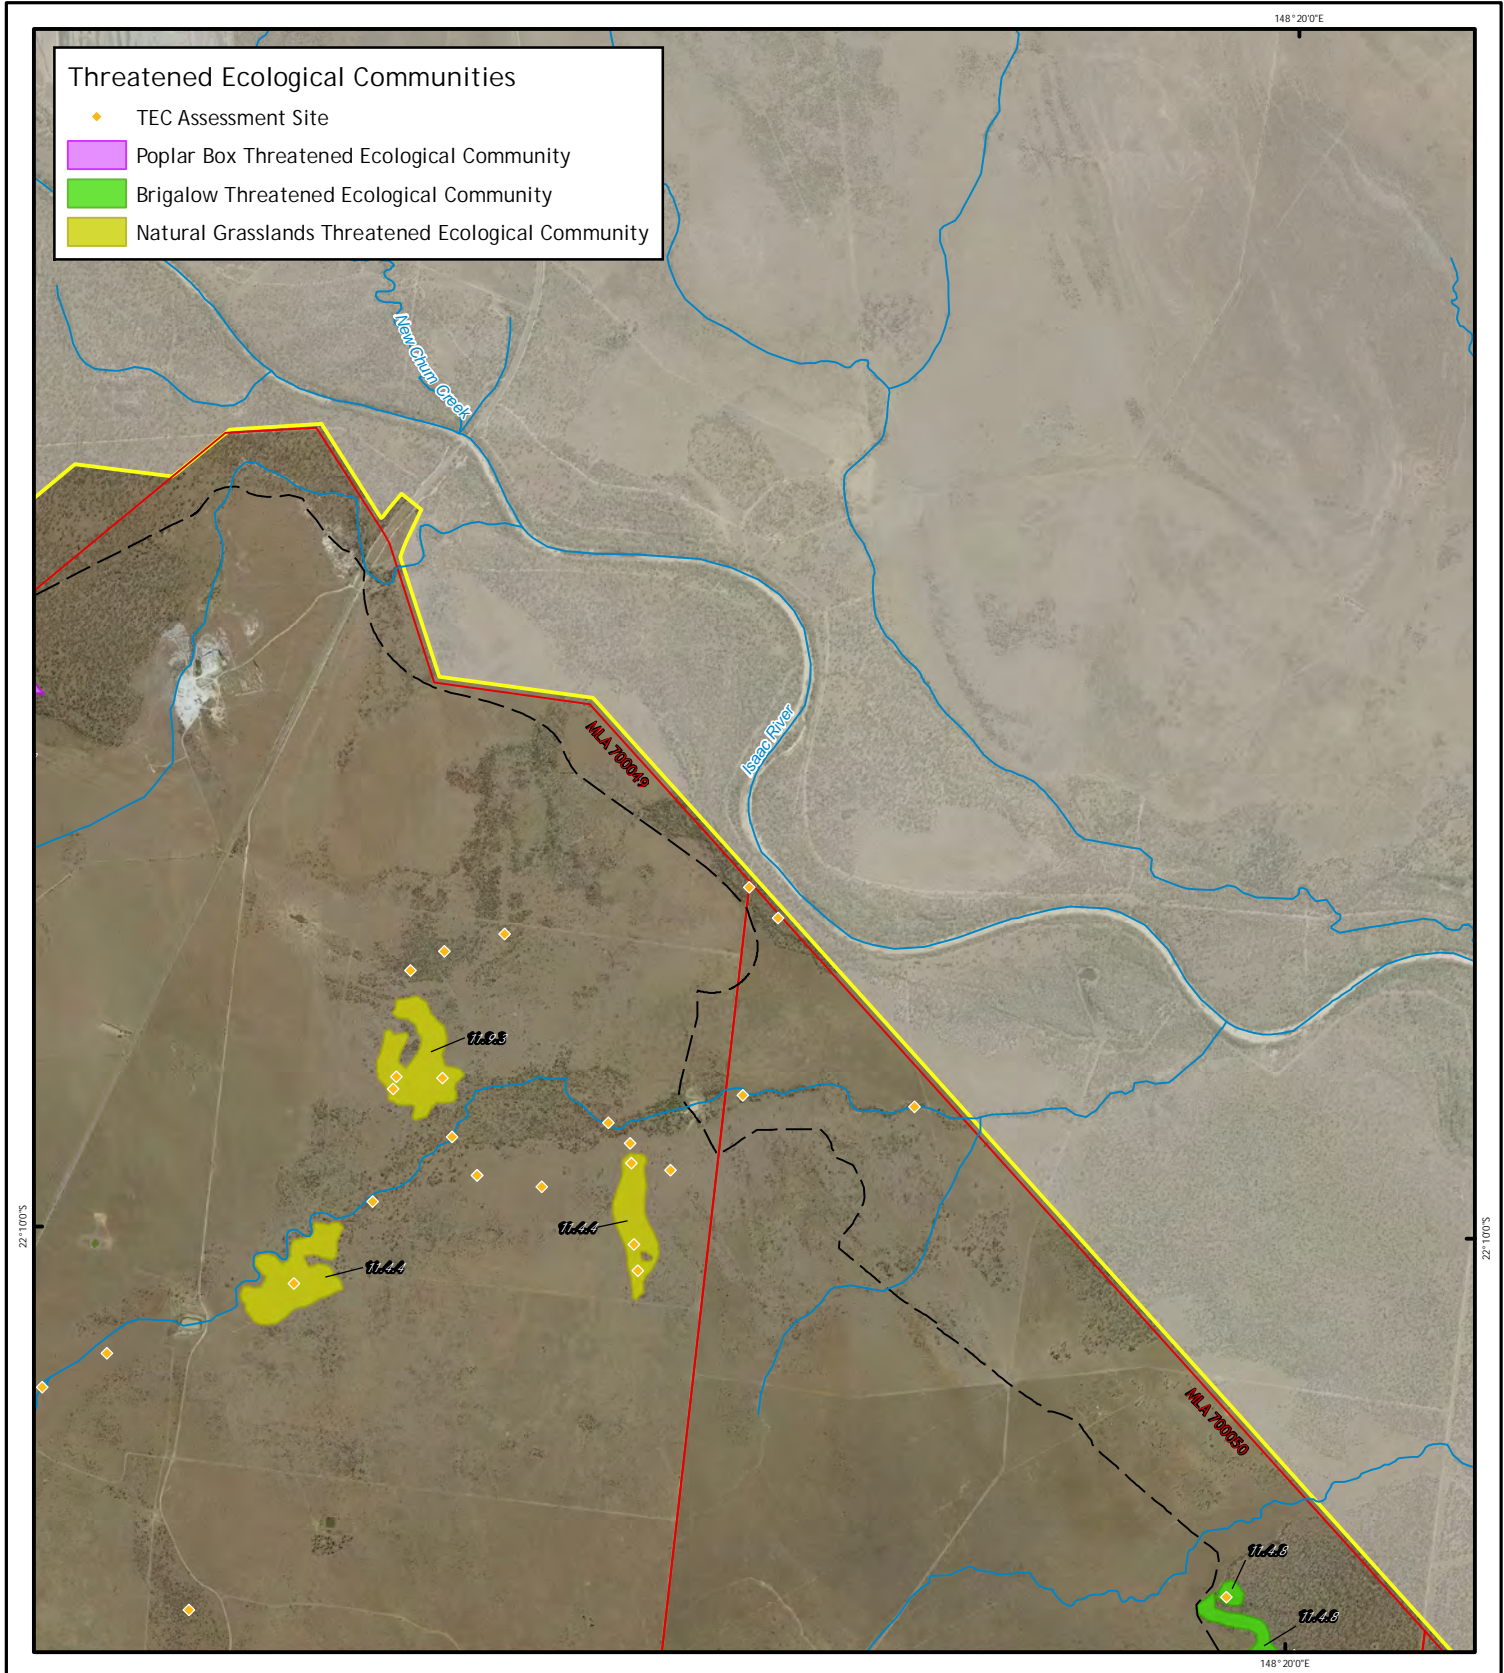 148°20'0"E
Threatened Ecological Communities
TEC Assessment Site
Poplar Box Threatened Ecological Community
Brigalow Threatened Ecological Community
Natural Grasslands Threatened Ecological Community
New Chum Creek
Isaac River
MLA 700049
11.9.3
11.4.4
11.4.4
22°10'0"S
22°10'0"S
MLA 700050
11.4.8
11.4.8
148°20'0"E